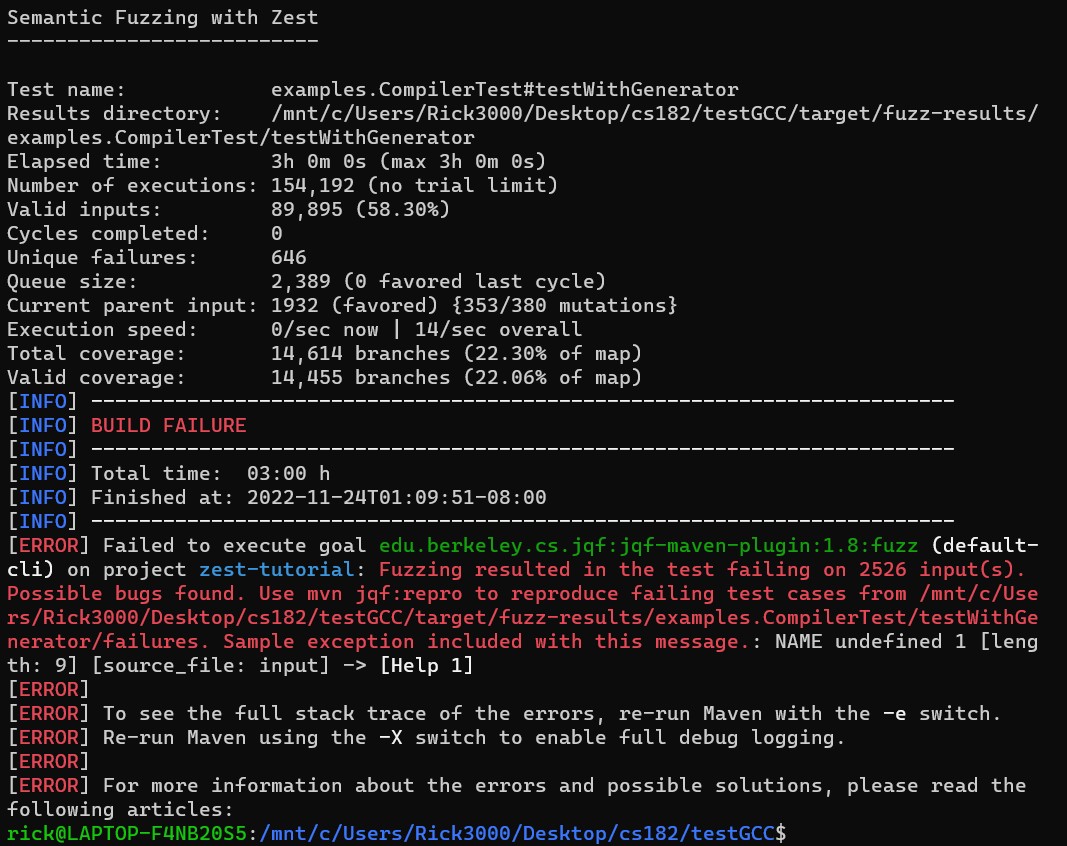 Semantic Fuzzing with Zest
--------------------------
Test name:            examples.CompilerTest#testWithGenerator
Results directory:    /mnt/c/Users/Rick3000/Desktop/cs182/testGCC/target/fuzz-results/
examples.CompilerTest/testWithGenerator
Elapsed time:         3h 0m 0s (max 3h 0m 0s)
Number of executions: 154,192 (no trial limit)
Valid inputs:         89,895 (58.30%)
Cycles completed:     0
Unique failures:      646
Queue size:           2,389 (0 favored last cycle)
Current parent input: 1932 (favored) {353/380 mutations}
Execution speed:      0/sec now | 14/sec overall
Total coverage:       14,614 branches (22.30% of map)
Valid coverage:       14,455 branches (22.06% of map)
[INFO] ------------------------------------------------------------------------
[INFO] BUILD FAILURE
[INFO] ------------------------------------------------------------------------
[INFO] Total time:  03:00 h
[INFO] Finished at: 2022-11-24T01:09:51-08:00
[INFO] ------------------------------------------------------------------------
[ERROR] Failed to execute goal edu.berkeley.cs.jqf:jqf-maven-plugin:1.8:fuzz (default-
cli) on project zest-tutorial: Fuzzing resulted in the test failing on 2526 input(s).
Possible bugs found. Use mvn jqf:repro to reproduce failing test cases from /mnt/c/Use
rs/Rick3000/Desktop/cs182/testGCC/target/fuzz-results/examples.CompilerTest/testWithGe
nerator/failures. Sample exception included with this message.: NAME undefined 1 [leng
th: 9] [source_file: input] -> [Help 1]
[ERROR]
[ERROR] To see the full stack trace of the errors, re-run Maven with the -e switch.
[ERROR] Re-run Maven using the -X switch to enable full debug logging.
[ERROR]
[ERROR] For more information about the errors and possible solutions, please read the
following articles:
rick@LAPTOP-F4NB20S5:/mnt/c/Users/Rick3000/Desktop/cs182/testGCC$